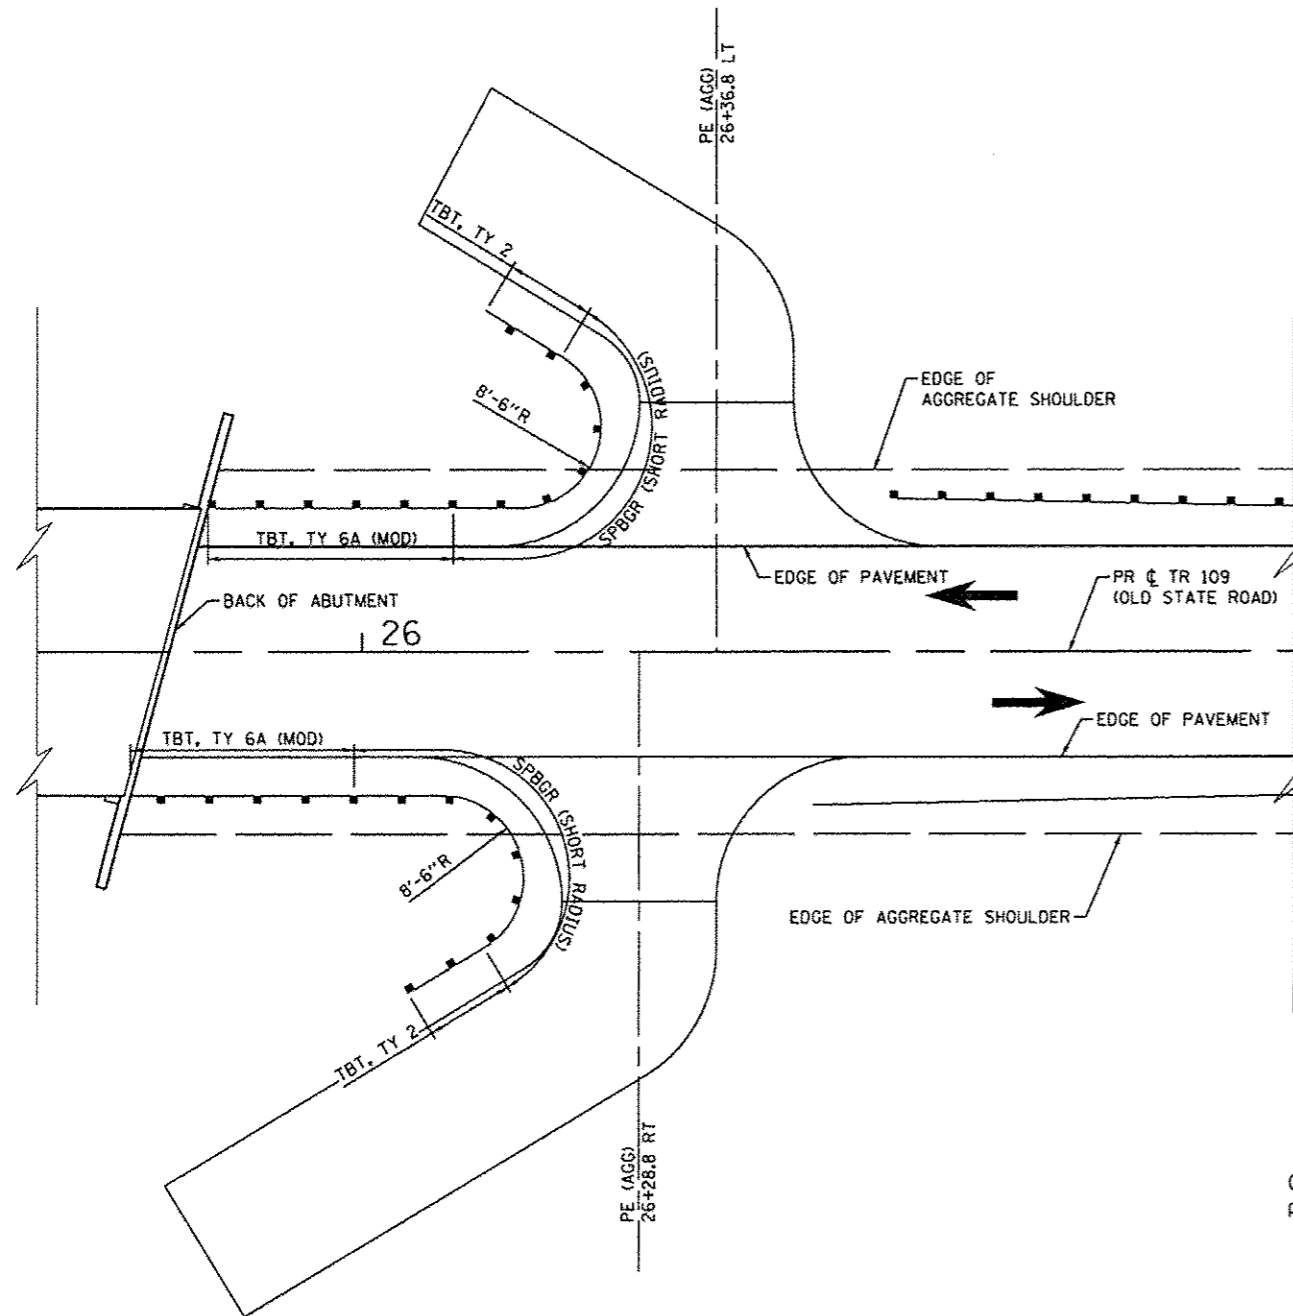 PE (AGG)
26+36.8 LT
TBT, TY 2
8'-6"R
SPBGR (SHORT RADIUS)
EDGE OF
AGGREGATE SHOULDER
TBT, TY 6A (MOD)
EDGE OF PAVEMENT
PR ℄ TR 109
(OLD STATE ROAD)
BACK OF ABUTMENT
26
EDGE OF PAVEMENT
TBT, TY 6A (MOD)
SPBGR (SHORT RADIUS)
8'-6"R
EDGE OF AGGREGATE SHOULDER
TBT, TY 2
PE (AGG)
26+28.8 RT